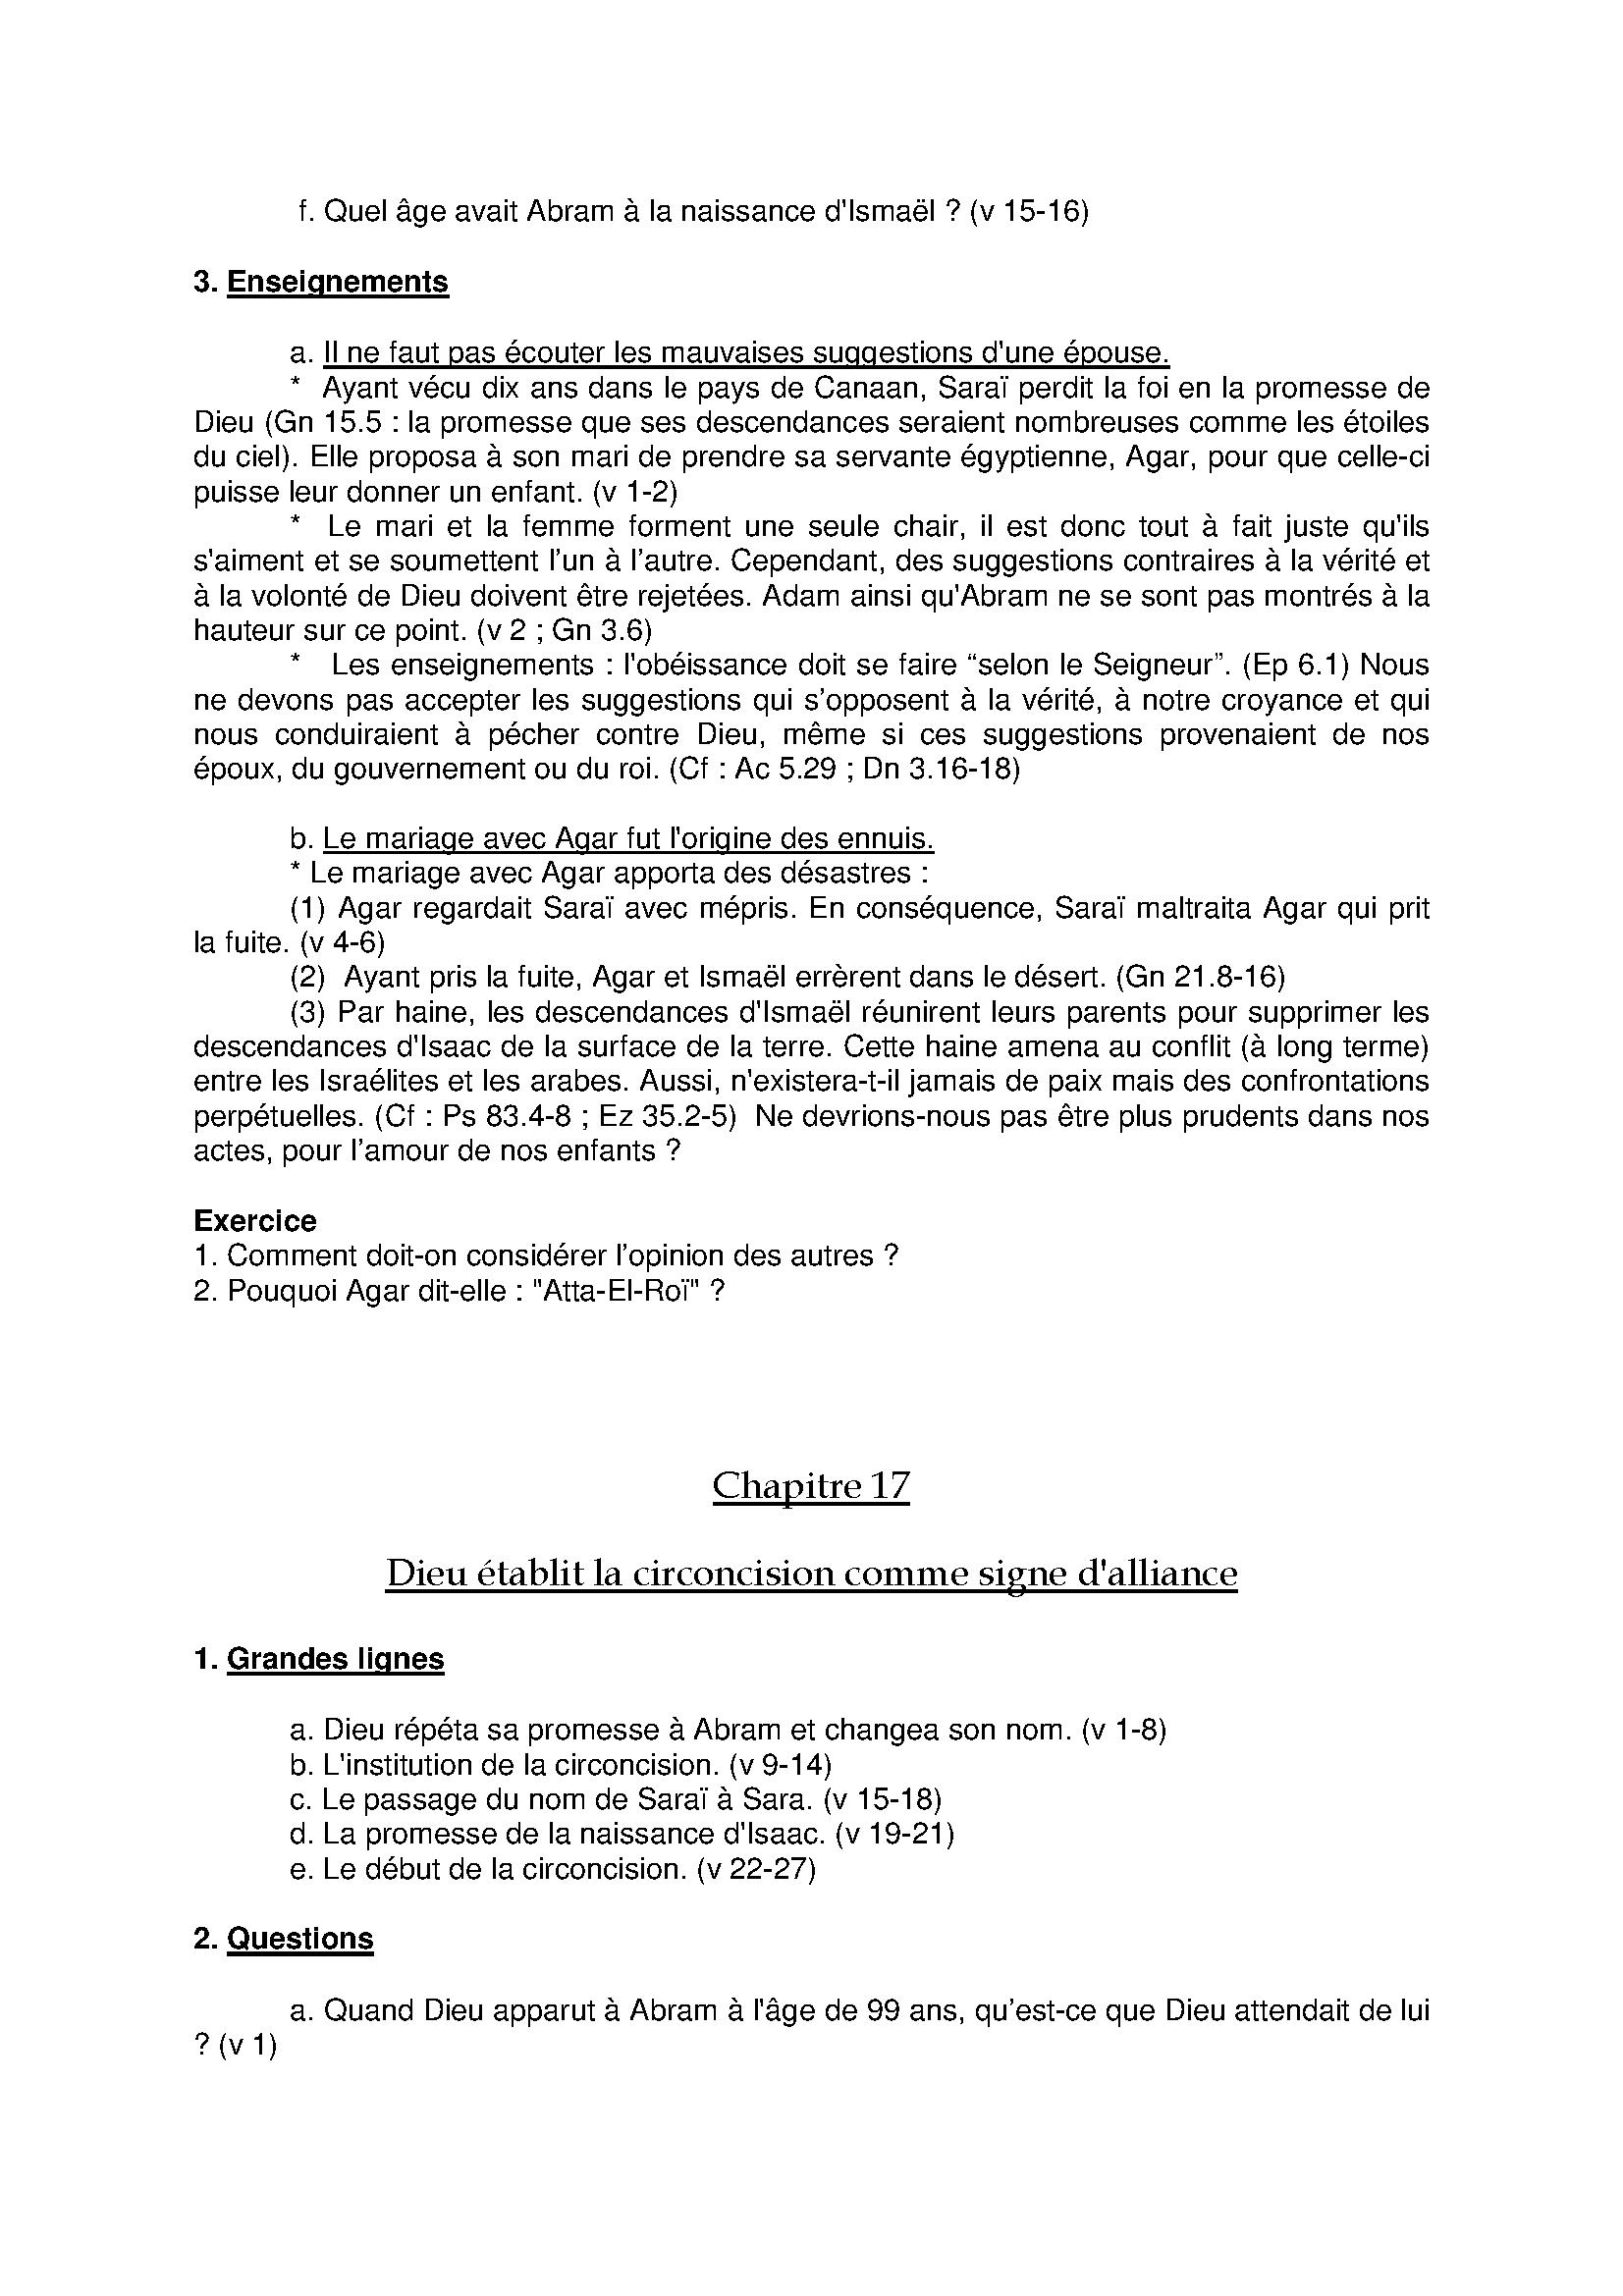 f. Quel âge avait Abram à la naissance d'Ismaël ? (v 15-16)
3. Enseignements
a. Il ne faut pas écouter les mauvaises suggestions d'une épouse.
* Ayant vécu dix ans dans le pays de Canaan, Saraï perdit la foi en la promesse de
Dieu (Gn 15.5 : la promesse que ses descendances seraient nombreuses comme les étoiles
du ciel). Elle proposa à son mari de prendre sa servante égyptienne, Agar, pour que celle-ci
puisse leur donner un enfant. (v 1-2)
* Le mari et la femme forment une seule chair, il est donc tout à fait juste qu'ils
s'aiment et se soumettent l’un à l’autre. Cependant, des suggestions contraires à la vérité et
à la volonté de Dieu doivent être rejetées. Adam ainsi qu'Abram ne se sont pas montrés à la
hauteur sur ce point. (v 2 ; Gn 3.6)
* Les enseignements : l'obéissance doit se faire “selon le Seigneur”. (Ep 6.1) Nous
ne devons pas accepter les suggestions qui s’opposent à la vérité, à notre croyance et qui
nous conduiraient à pécher contre Dieu, même si ces suggestions provenaient de nos
époux, du gouvernement ou du roi. (Cf : Ac 5.29 ; Dn 3.16-18)
b. Le mariage avec Agar fut l'origine des ennuis.
* Le mariage avec Agar apporta des désastres :
(1) Agar regardait Saraï avec mépris. En conséquence, Saraï maltraita Agar qui prit
la fuite. (v 4-6)
(2) Ayant pris la fuite, Agar et Ismaël errèrent dans le désert. (Gn 21.8-16)
(3) Par haine, les descendances d'Ismaël réunirent leurs parents pour supprimer les
descendances d'Isaac de la surface de la terre. Cette haine amena au conflit (à long terme)
entre les Israélites et les arabes. Aussi, n'existera-t-il jamais de paix mais des confrontations
perpétuelles. (Cf : Ps 83.4-8 ; Ez 35.2-5) Ne devrions-nous pas être plus prudents dans nos
actes, pour l’amour de nos enfants ?
Exercice
1. Comment doit-on considérer l’opinion des autres ?
2. Pouquoi Agar dit-elle : "Atta-El-Roï" ?
Chapitre 17
Dieu établit la circoncision comme signe d'alliance
1. Grandes lignes
a. Dieu répéta sa promesse à Abram et changea son nom. (v 1-8)
b. L'institution de la circoncision. (v 9-14)
c. Le passage du nom de Saraï à Sara. (v 15-18)
d. La promesse de la naissance d'Isaac. (v 19-21)
e. Le début de la circoncision. (v 22-27)
2. Questions
a. Quand Dieu apparut à Abram à l'âge de 99 ans, qu’est-ce que Dieu attendait de lui
? (v 1)